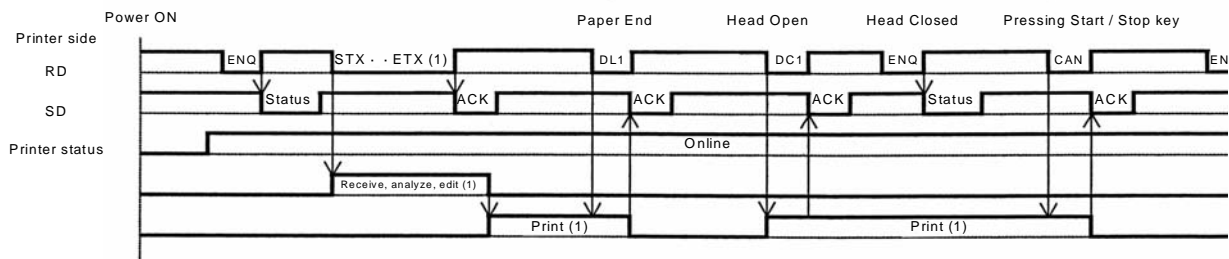 Power ON
Paper End
Head Open
Head Closed
Pressing Start / Stop key
Printer side
RD
ENQ
STX · · ETX (1)
DL1
DC1
ENQ
CAN
EN
SD
Status
ACK
ACK
ACK
Status
ACK
Printer status
Online
Receive, analyze, edit (1)
Print (1)
Print (1)